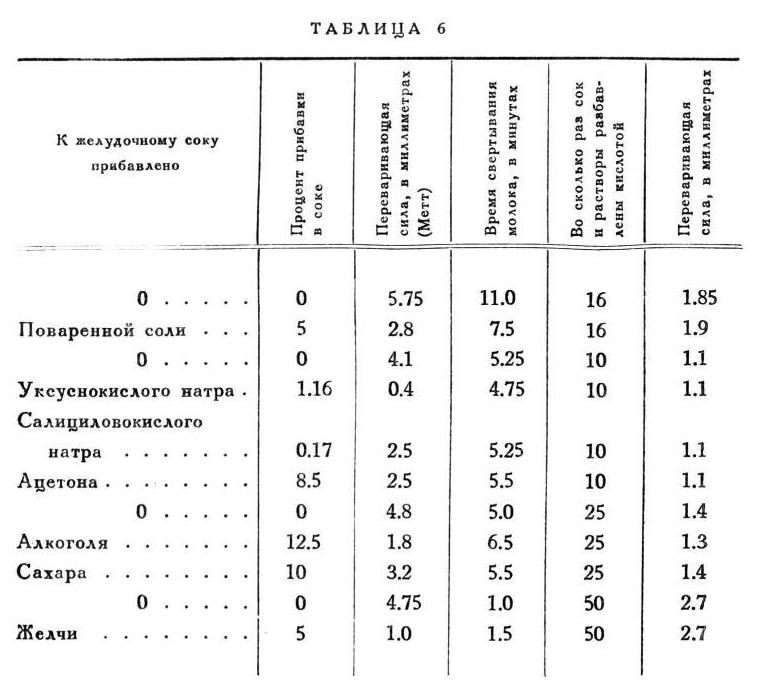 ТАБЛИЦА 6
К желудочному соку
прибавлено
Процент прибавки
в соке
Переваривающая
сила, в миллиметрах
(Метт)
Время свертывания
молока, в минутах
Во сколько раз сок
и растворы разбав-
лены кислотой
Переваривающая
сила, в миллиметрах
0 . . . . . 0 5.75 11.0 16 1.85
Поваренной соли . . . 5 2.8 7.5 16 1.9
0 . . . . . 0 4.1 5.25 10 1.1
Уксуснокислого натра . 1.16 0.4 4.75 10 1.1
Салициловокислого
натра . . . . . . . 0.17 2.5 5.25 10 1.1
Ацетона . . . . . . . . 8.5 2.5 5.5 10 1.1
0 . . . . . 0 4.8 5.0 25 1.4
Алкоголя . . . . . . . 12.5 1.8 6.5 25 1.3
Сахара . . . . . . . . 10 3.2 5.5 25 1.4
0 . . . . . 0 4.75 1.0 50 2.7
Желчи . . . . . . . . 5 1.0 1.5 50 2.7